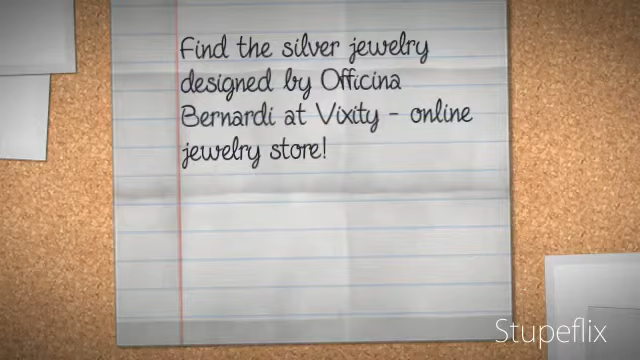 Find the silver jewelry
designed by Officina
Bernardi at Vixity - online
jewelry store!
Stupeflix